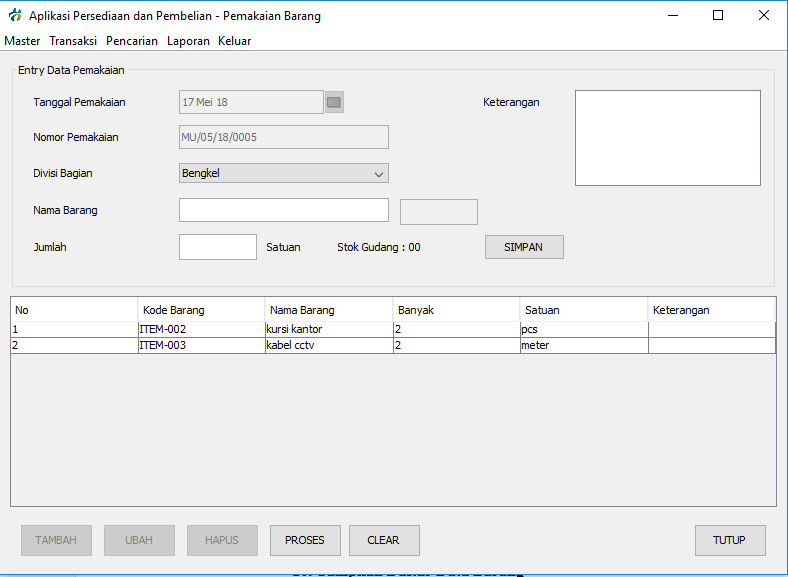 Aplikasi Persediaan dan Pembelian - Pemakaian Barang
Master Transaksi Pencarian Laporan Keluar
Entry Data Pemakaian
Tanggal Pemakaian 17 Mei 18 Keterangan
Nomor Pemakaian MU/05/18/0005
Divisi Bagian Bengkel
Nama Barang
Jumlah Satuan Stok Gudang : 00 SIMPAN
No Kode Barang Nama Barang Banyak Satuan Keterangan
1 ITEM-002 kursi kantor 2 pcs
2 ITEM-003 kabel cctv 2 meter
TAMBAH UBAH HAPUS PROSES CLEAR TUTUP